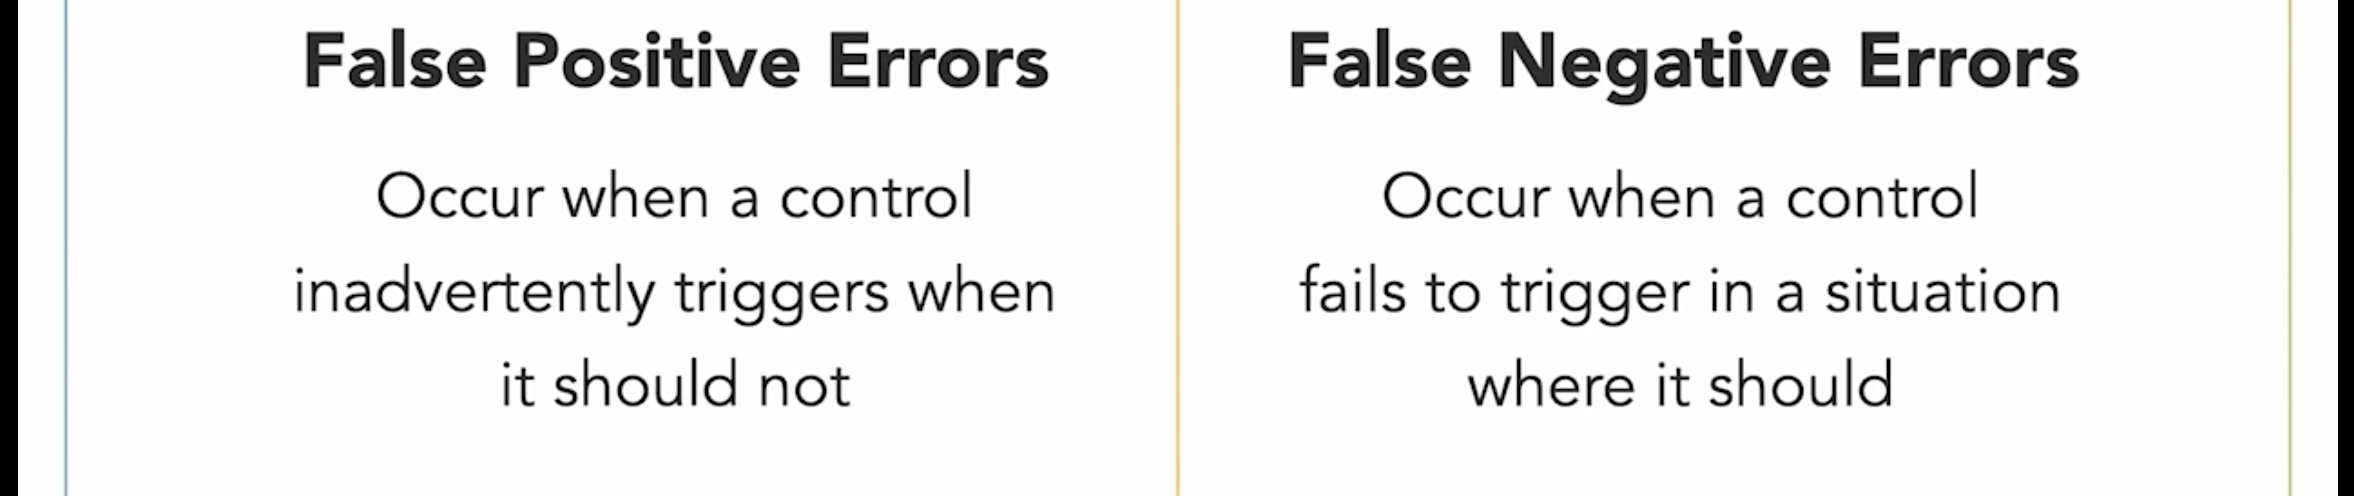 False Positive Errors
Occur when a control
inadvertently triggers when
it should not
False Negative Errors
Occur when a control
fails to trigger in a situation
where it should